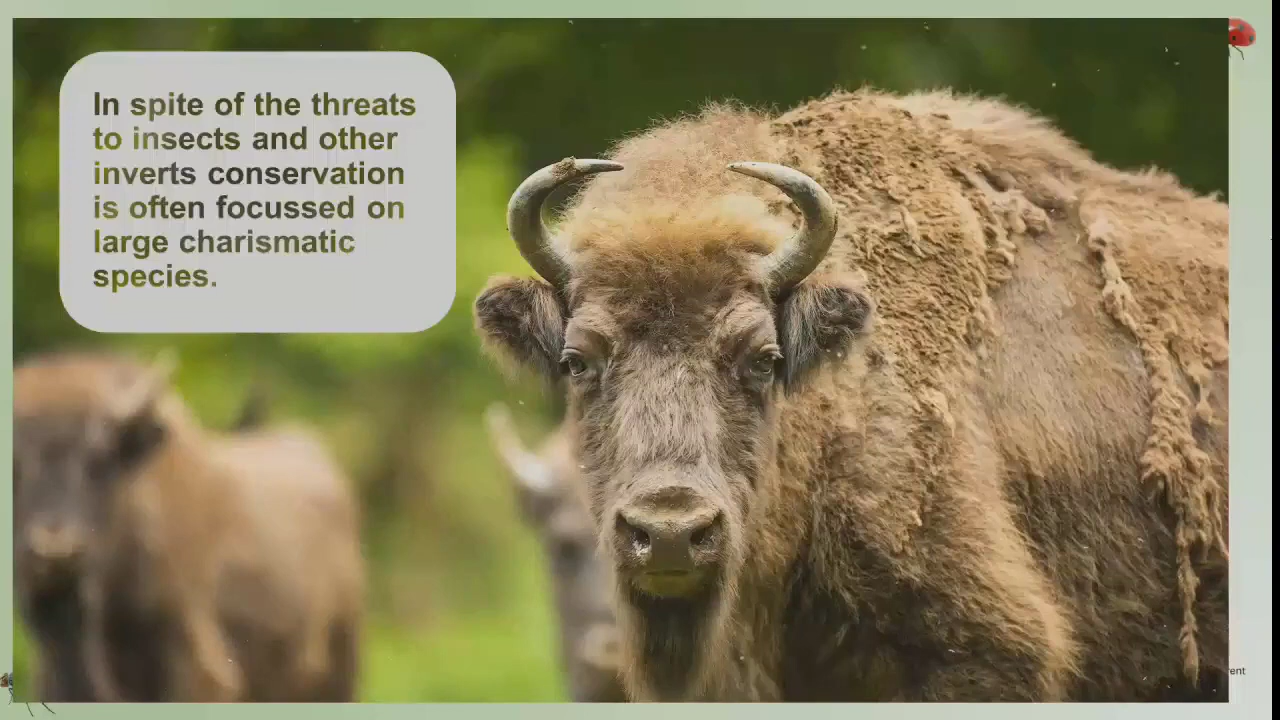 In spite of the threats
to insects and other
inverts conservation
is often focussed on
large charismatic
species.